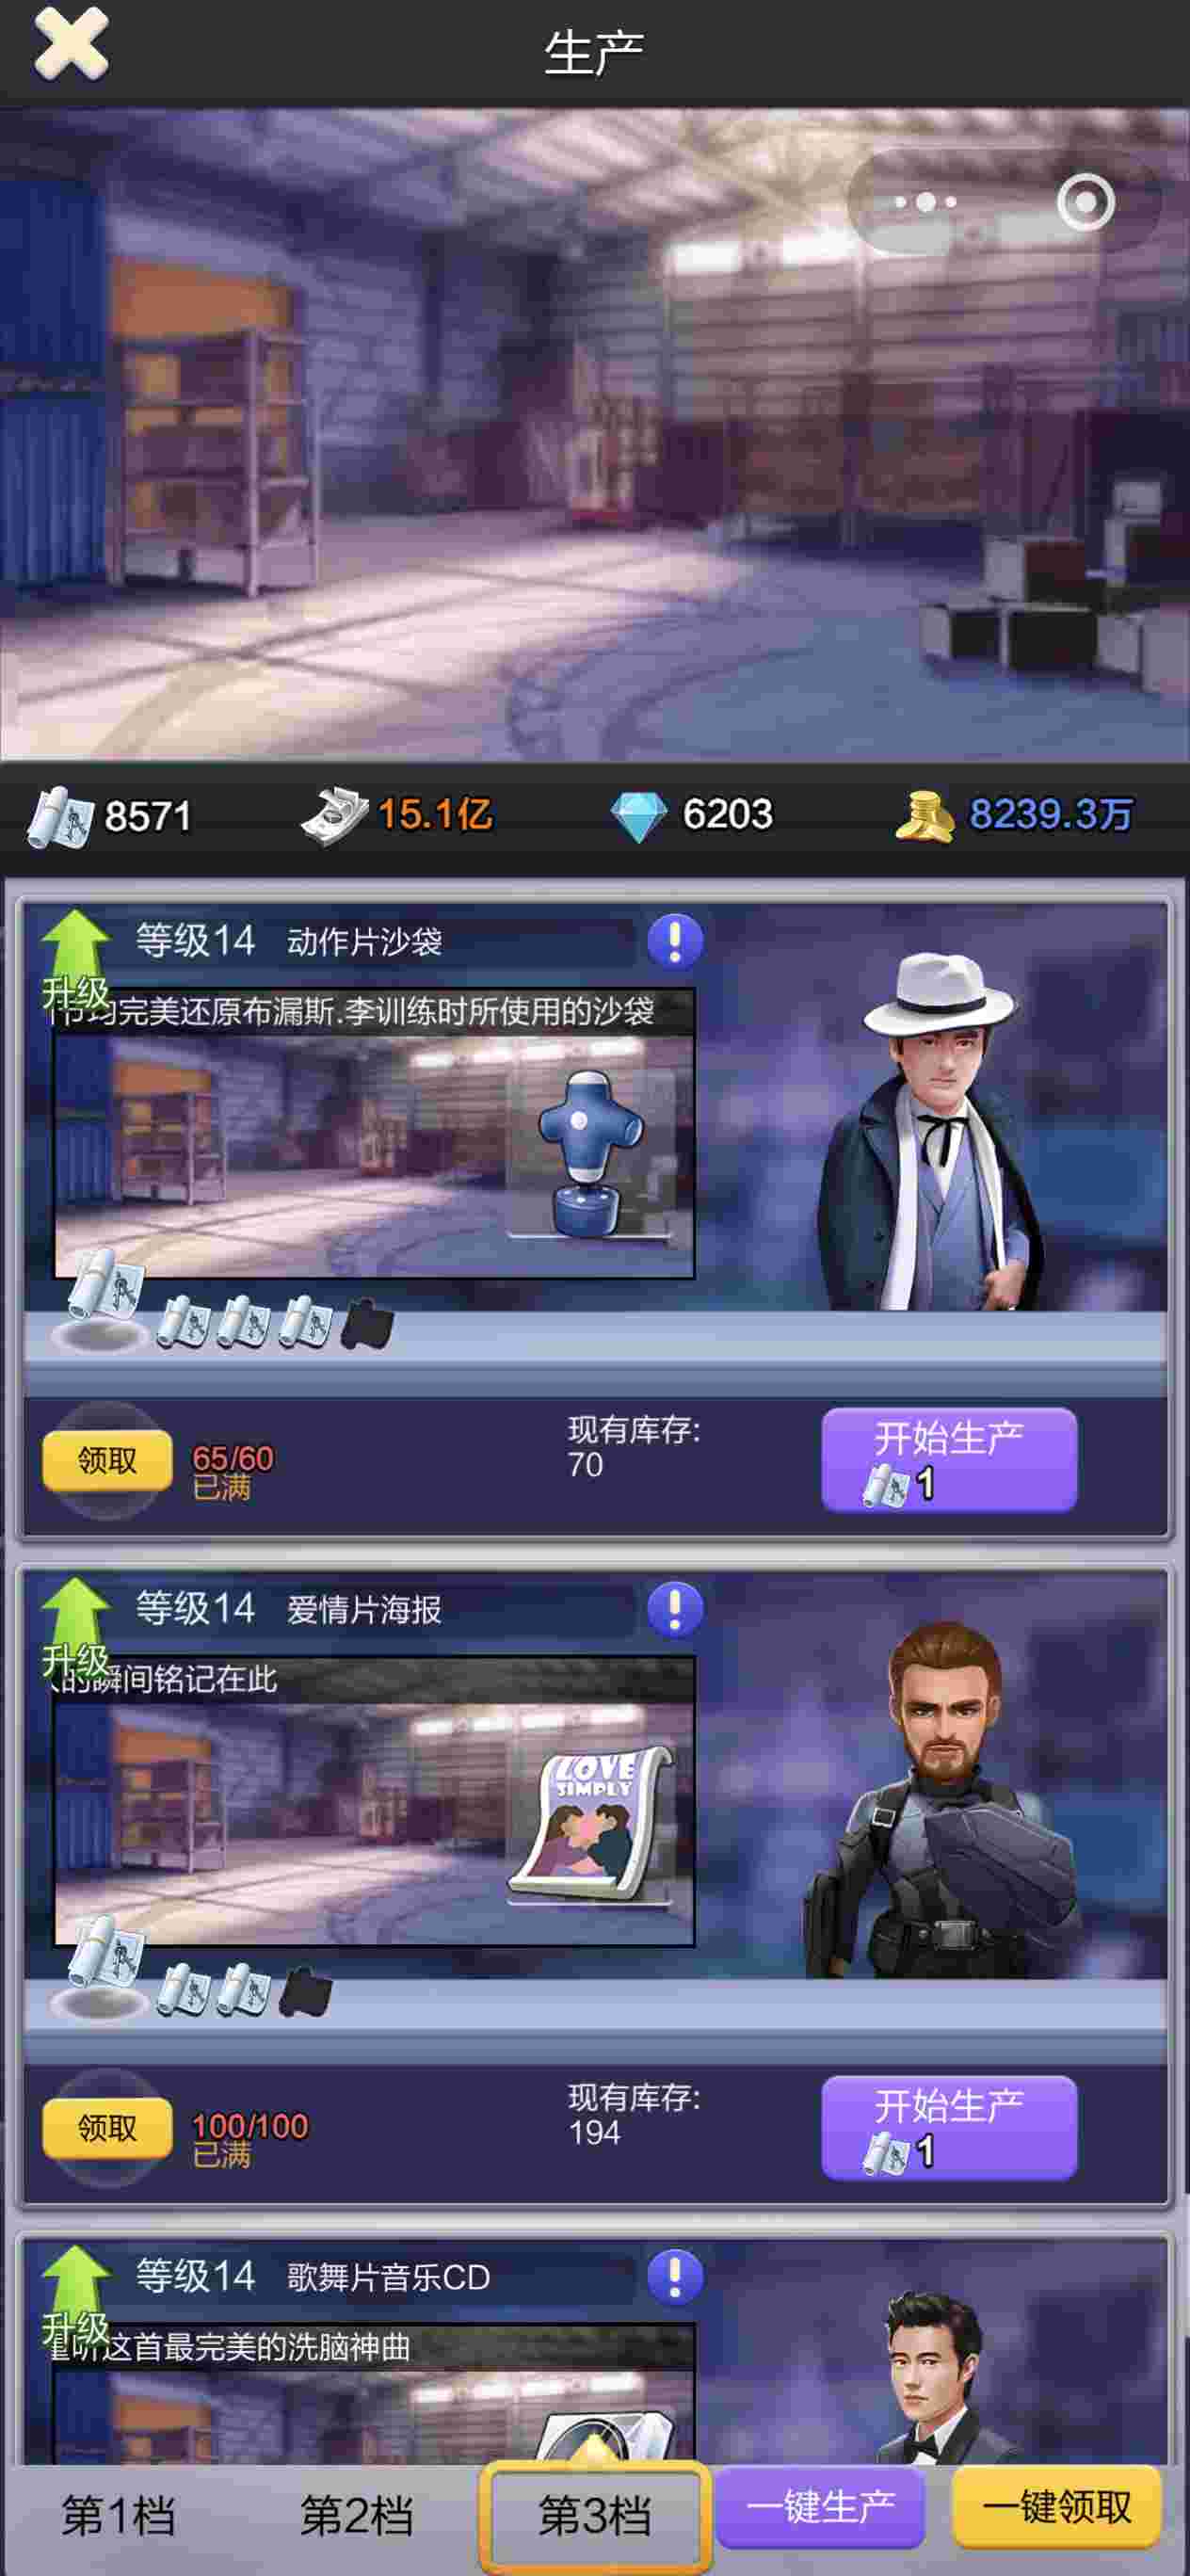 生产
8571
15.1亿
6203
8239.3万
等级14 动作片沙袋
升级
均完美还原布漏斯.李训练时所使用的沙袋
领取
65/60
已满
现有库存:
70
开始生产
1
等级14 爱情片海报
升级
的瞬间铭记在此
LOVE
SIMPLY
领取
100/100
已满
现有库存:
194
开始生产
1
等级14 歌舞片音乐CD
升级
这首最完美的洗脑神曲
第1档
第2档
第3档
一键生产
一键领取